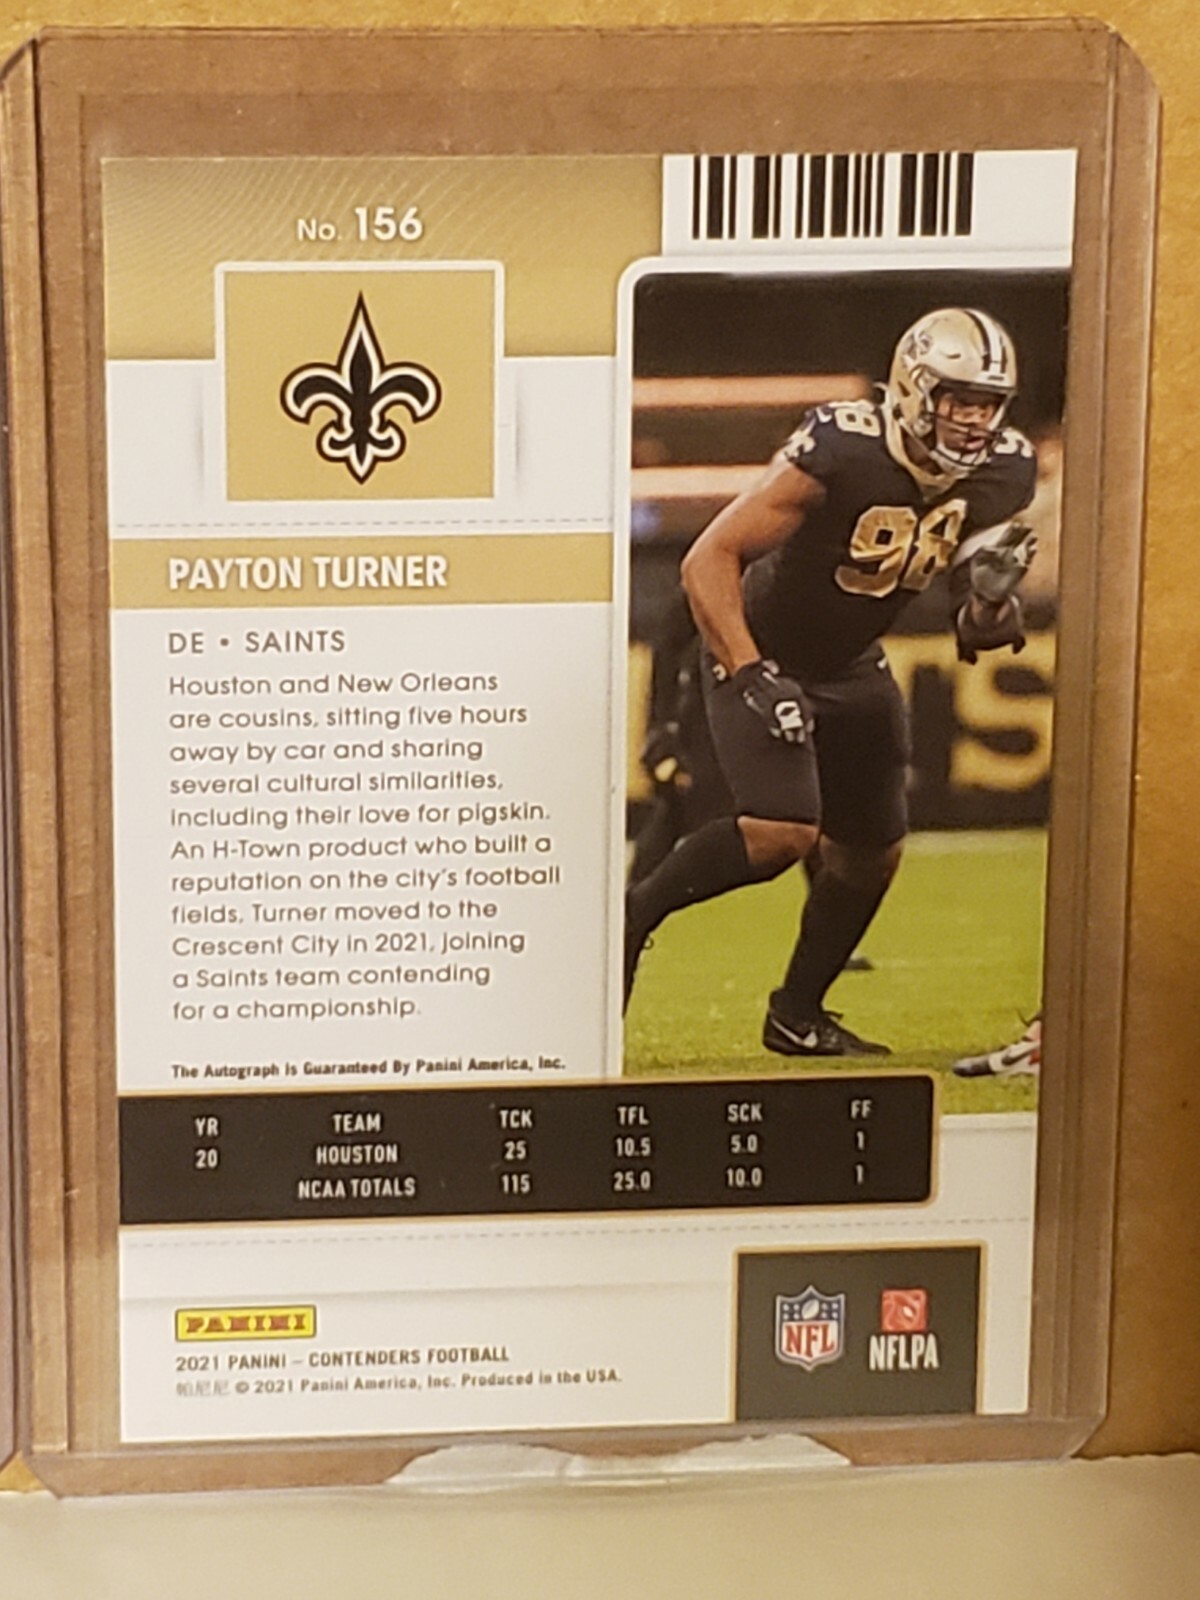 No. 156
PAYTON TURNER
DE • SAINTS
Houston and New Orleans
are cousins, sitting five hours
away by car and sharing
several cultural similarities,
including their love for pigskin.
An H-Town product who built a
reputation on the city's football
fields, Turner moved to the
Crescent City in 2021, joining
a Saints team contending
for a championship.
The Autograph is Guaranteed By Panini America, Inc.
98
98
YR TEAM TCK TFL SCK FF
20 HOUSTON 25 10.5 5.0 1
NCAA TOTALS 115 25.0 10.0 1
PANINI
2021 PANINI – CONTENDERS FOOTBALL
帕尼尼 © 2021 Panini America, Inc. Produced in the USA.
NFL
NFLPA